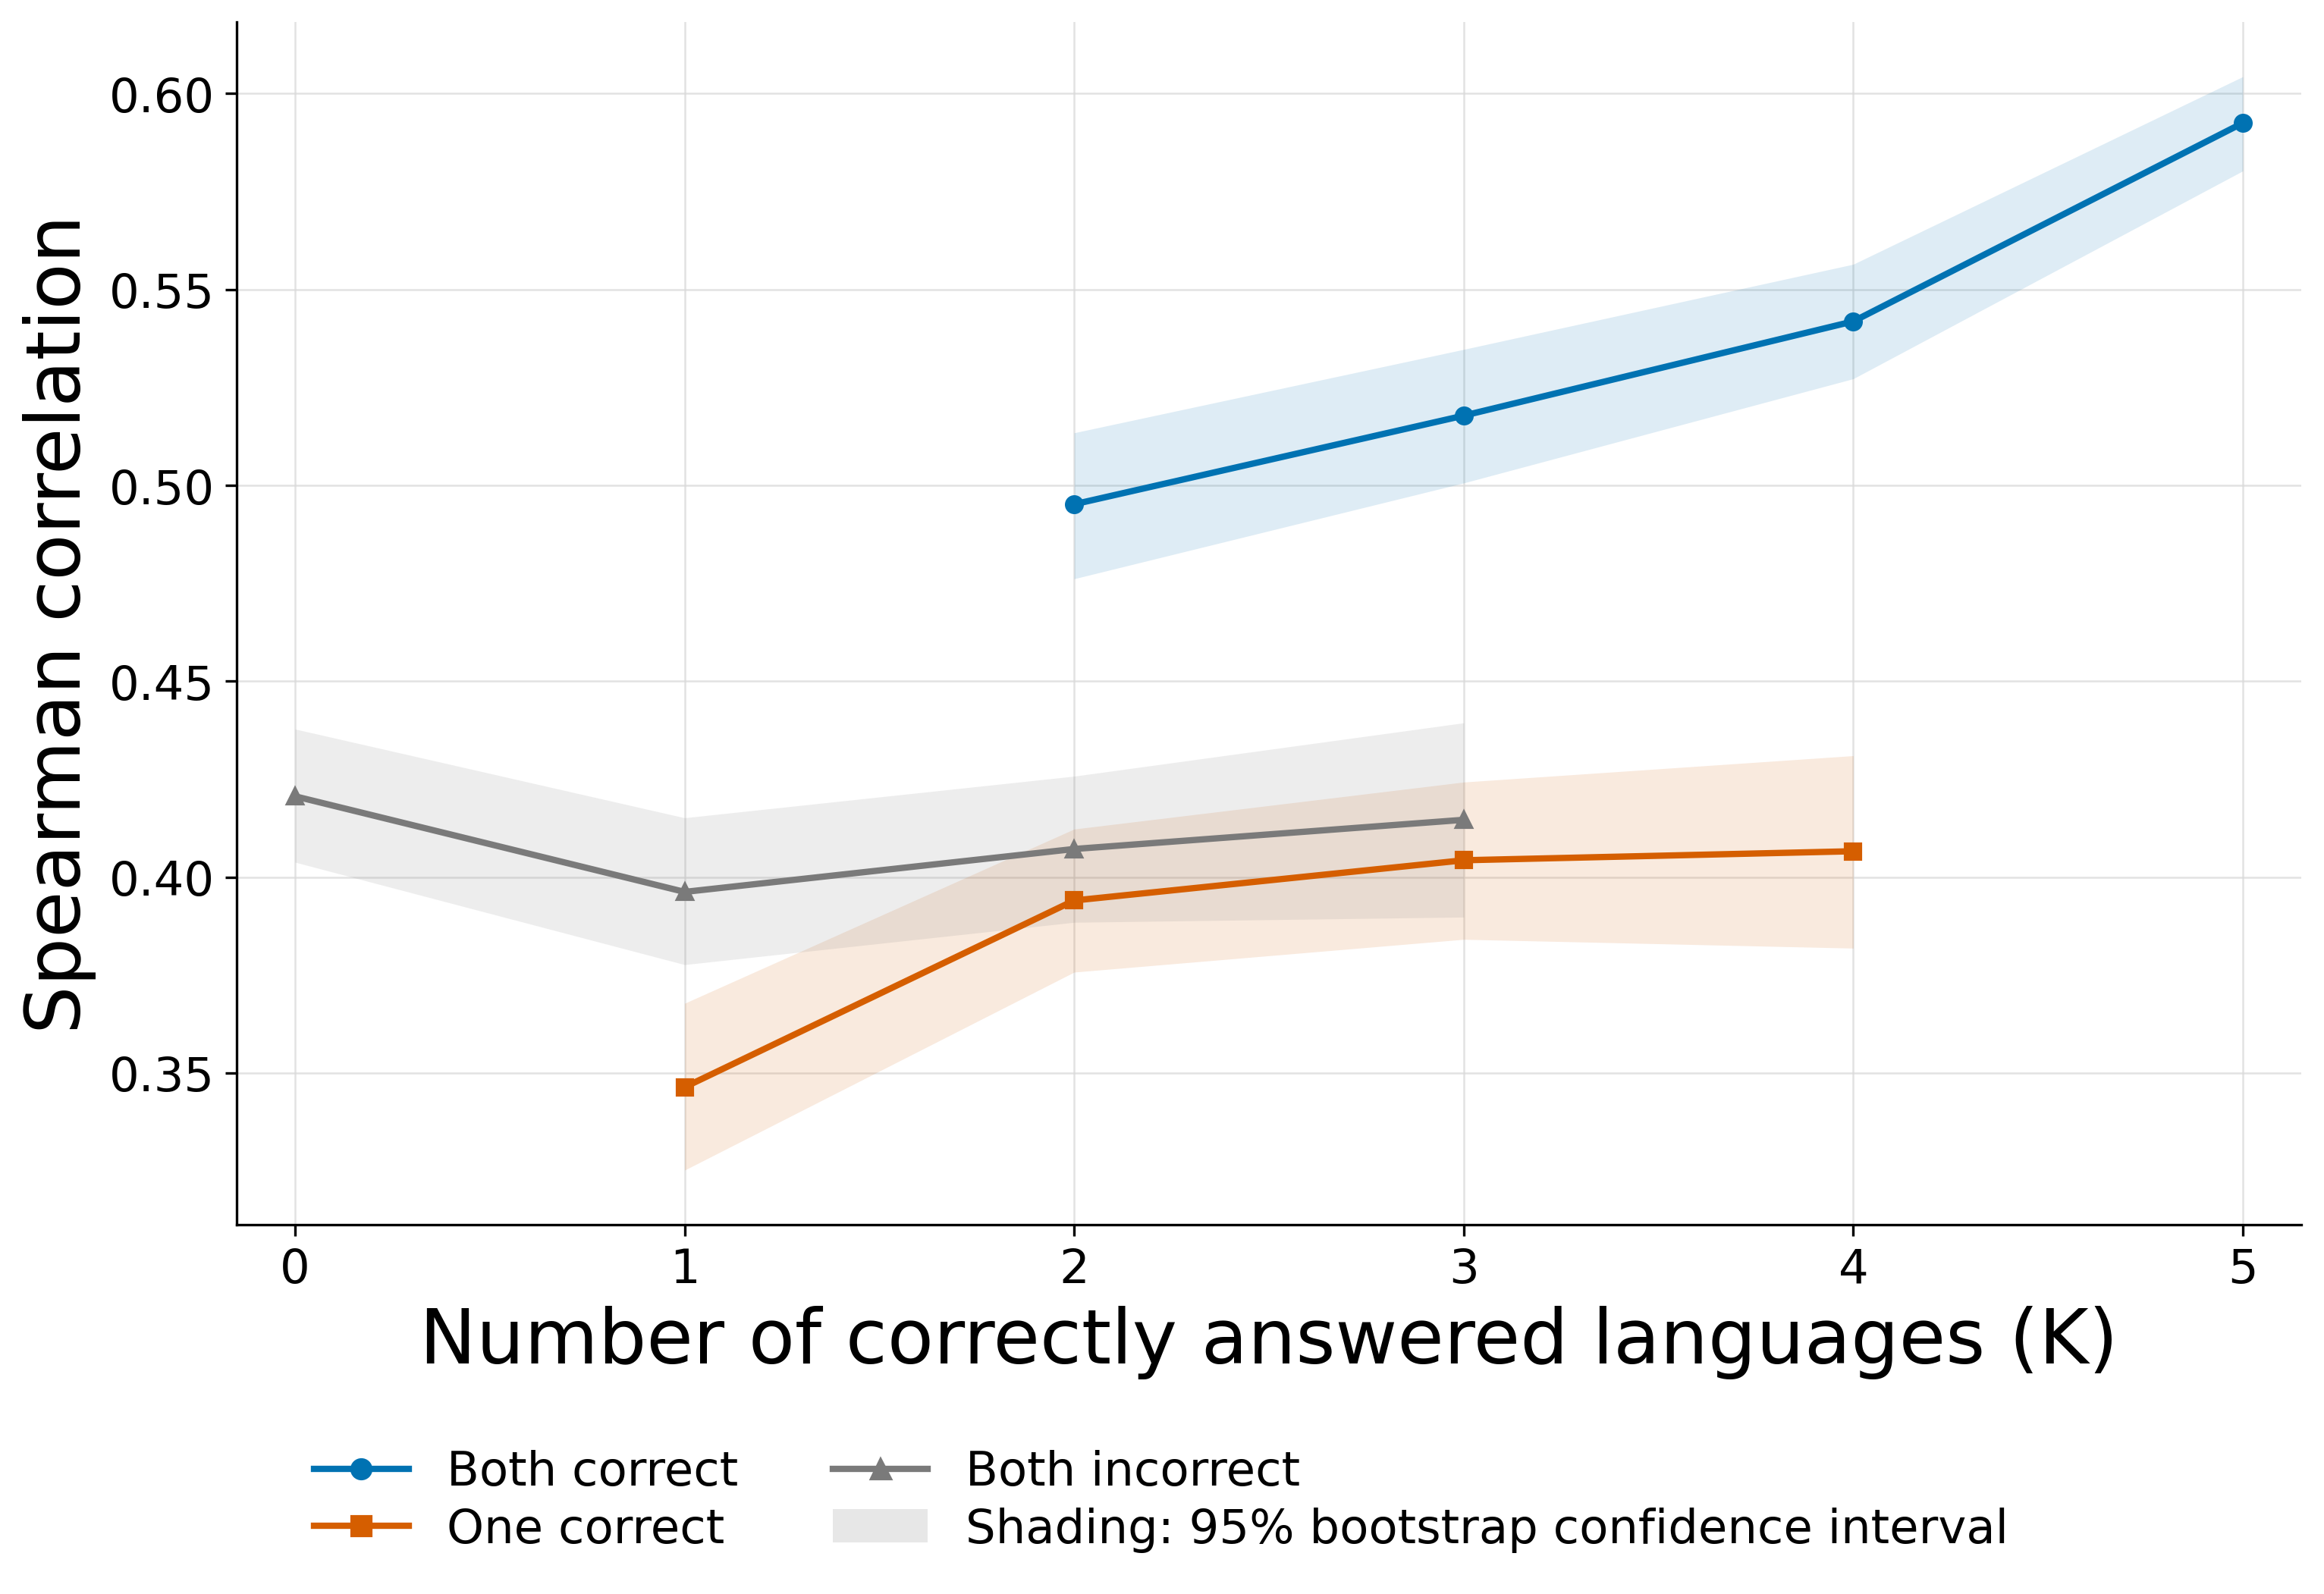 0.60
0.55
0.50
0.45
0.40
0.35
Spearman correlation
0 1 2 3 4 5
Number of correctly answered languages (K)
Both correct
One correct
Both incorrect
Shading: 95% bootstrap confidence interval